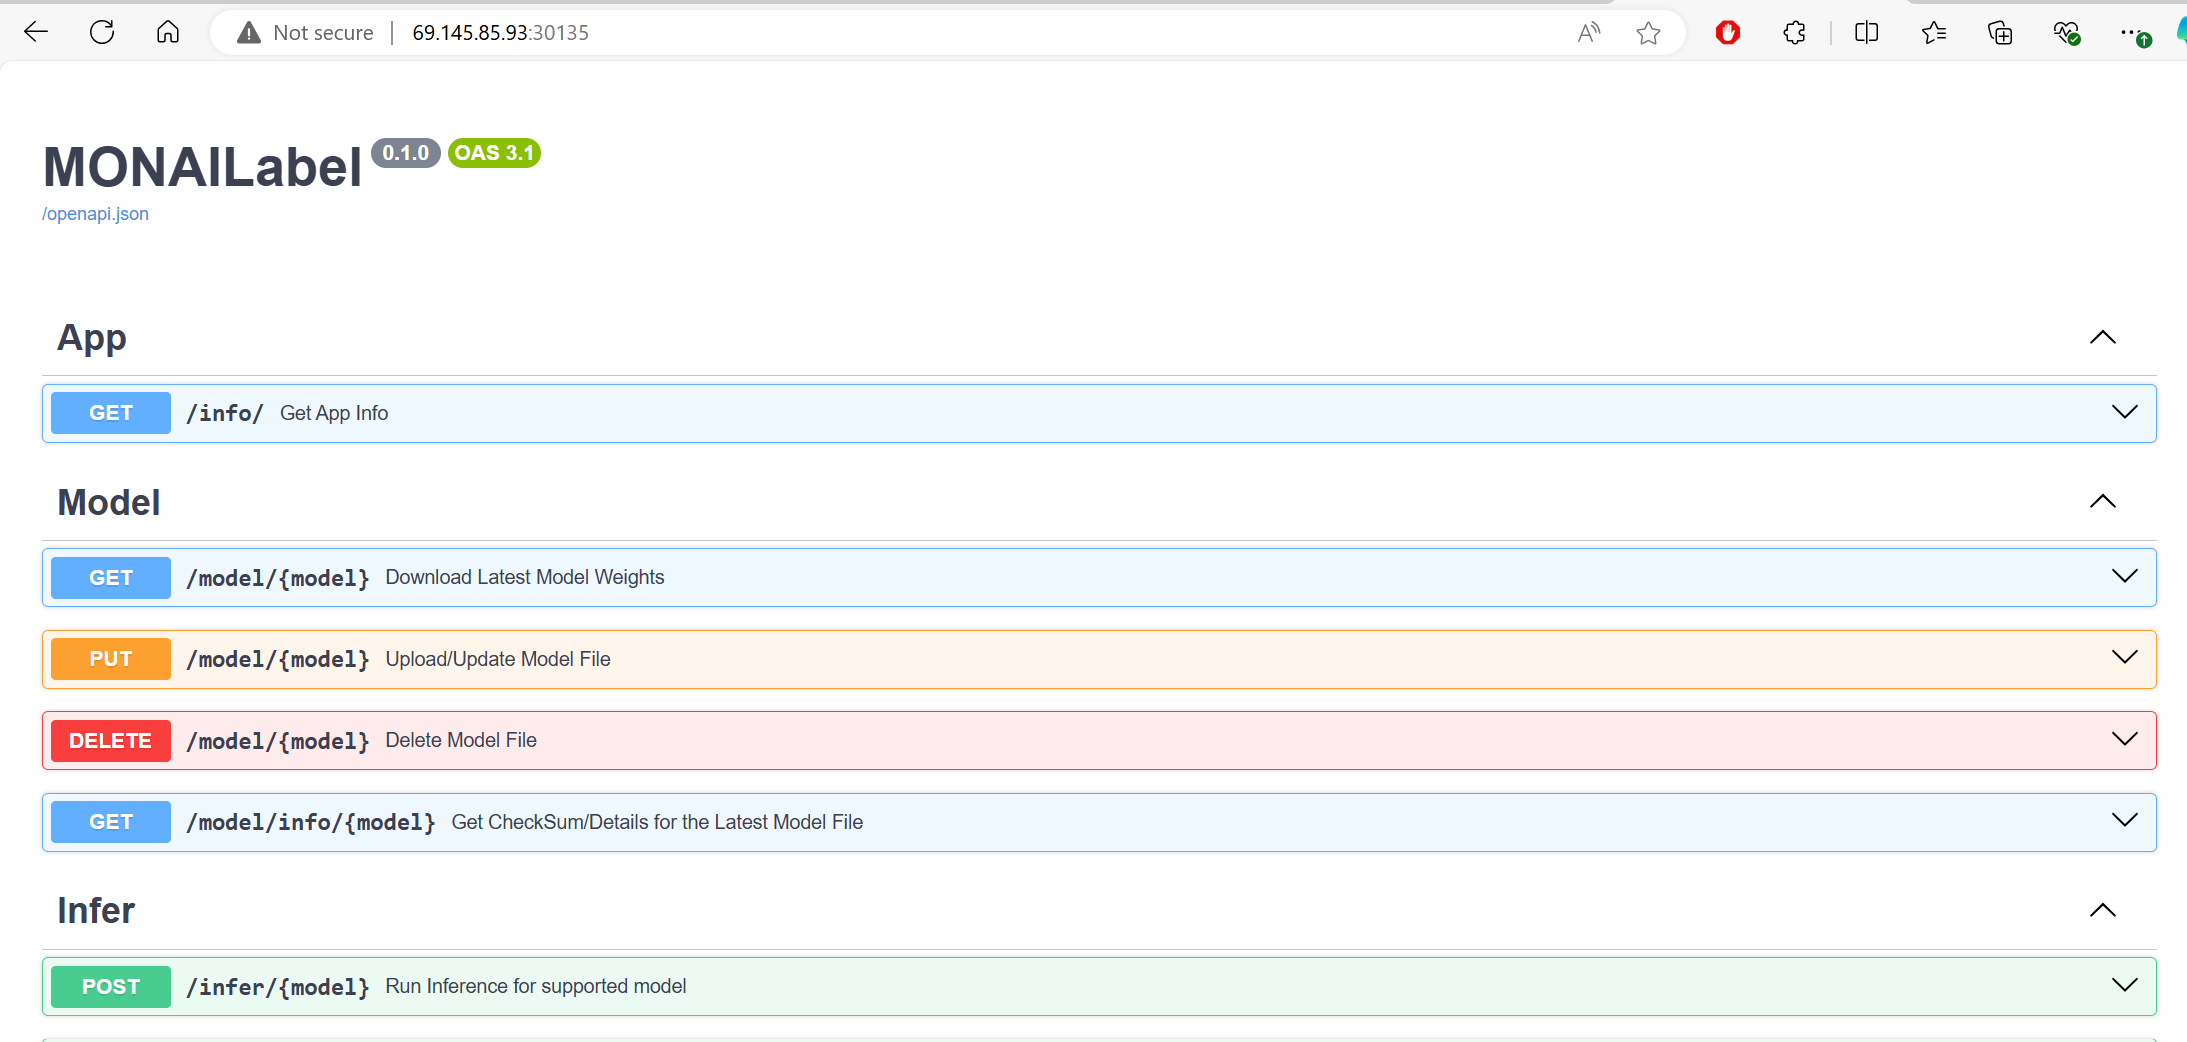 Not secure 69.145.85.93:30135
MONAILabel 0.1.0 OAS 3.1
/openapi.json
App
GET /info/ Get App Info
Model
GET /model/{model} Download Latest Model Weights
PUT /model/{model} Upload/Update Model File
DELETE /model/{model} Delete Model File
GET /model/info/{model} Get CheckSum/Details for the Latest Model File
Infer
POST /infer/{model} Run Inference for supported model